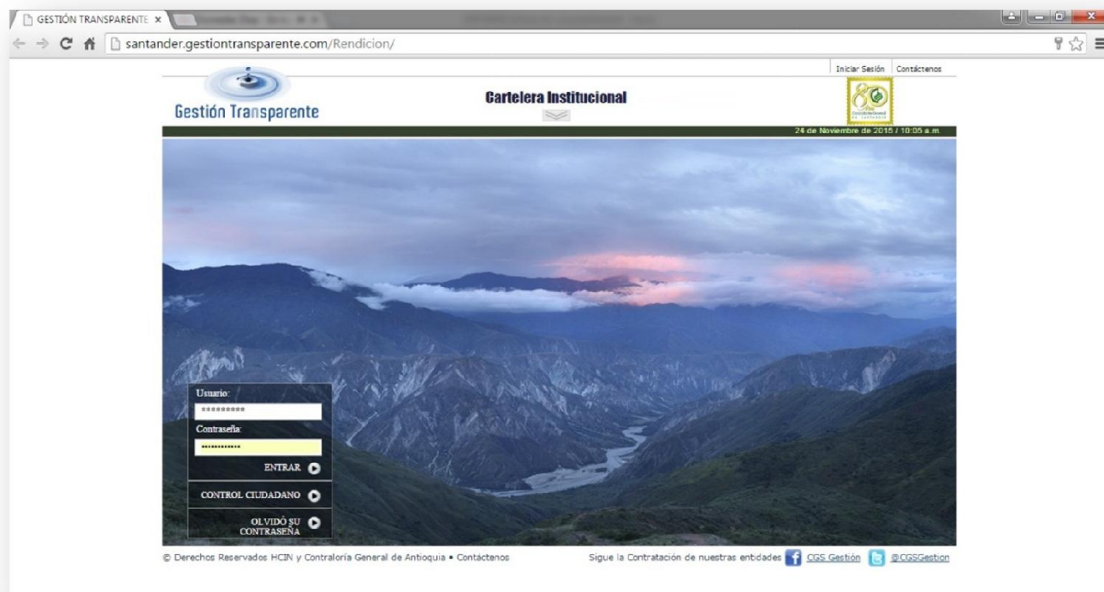 GESTIÓN TRANSPARENTE
santander.gestiontransparente.com/Rendicion/
Iniciar Sesión Contáctenos
Gestión Transparente
Cartelera Institucional
80
24 de Noviembre de 2015 / 10:05 a.m.
Usuario:
*********
Contraseña:
••••••••••••
ENTRAR
CONTROL CIUDADANO
OLVIDÓ SU
CONTRASEÑA
© Derechos Reservados HCIN y Contraloría General de Antioquia • Contáctenos
Sigue la Contratación de nuestras entidades CGS Gestión @CGSGestion